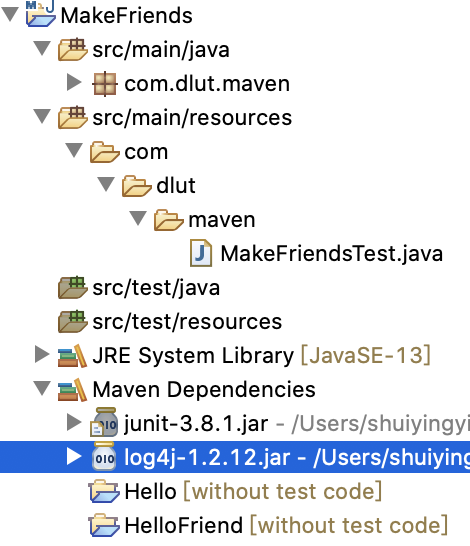 MakeFriends
src/main/java
com.dlut.maven
src/main/resources
com
dlut
maven
MakeFriendsTest.java
src/test/java
src/test/resources
JRE System Library [JavaSE-13]
Maven Dependencies
junit-3.8.1.jar - /Users/shuiyingyi
log4j-1.2.12.jar - /Users/shuiying
Hello [without test code]
HelloFriend [without test code]